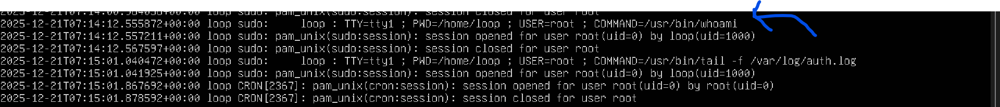 2025-12-21T07:14:00.564038+00:00 loop sudo: pam_unix(sudo:session): session closed for user root
2025-12-21T07:14:12.555872+00:00 loop sudo:     loop : TTY=tty1 ; PWD=/home/loop ; USER=root ; COMMAND=/usr/bin/whoami
2025-12-21T07:14:12.557211+00:00 loop sudo: pam_unix(sudo:session): session opened for user root(uid=0) by loop(uid=1000)
2025-12-21T07:14:12.567597+00:00 loop sudo: pam_unix(sudo:session): session closed for user root
2025-12-21T07:15:01.040472+00:00 loop sudo:     loop : TTY=tty1 ; PWD=/home/loop ; USER=root ; COMMAND=/usr/bin/tail -f /var/log/auth.log
2025-12-21T07:15:01.041925+00:00 loop sudo: pam_unix(sudo:session): session opened for user root(uid=0) by loop(uid=1000)
2025-12-21T07:15:01.867692+00:00 loop CRON[2367]: pam_unix(cron:session): session opened for user root(uid=0) by root(uid=0)
2025-12-21T07:15:01.878592+00:00 loop CRON[2367]: pam_unix(cron:session): session closed for user root